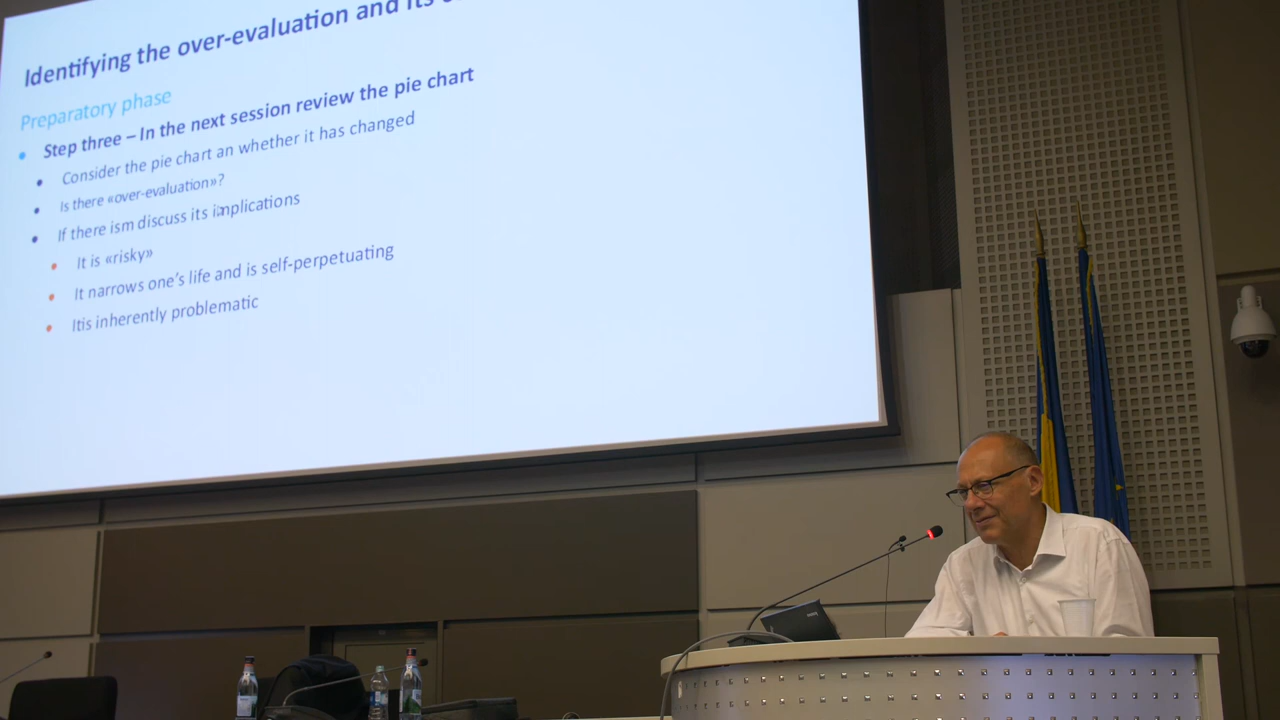 Identifying the over-evaluation and its
Preparatory phase
Step three – In the next session review the pie chart
Consider the pie chart an whether it has changed
Is there «over-evaluation»?
If there ism discuss its implications
It is «risky»
It narrows one's life and is self-perpetuating
Itis inherently problematic